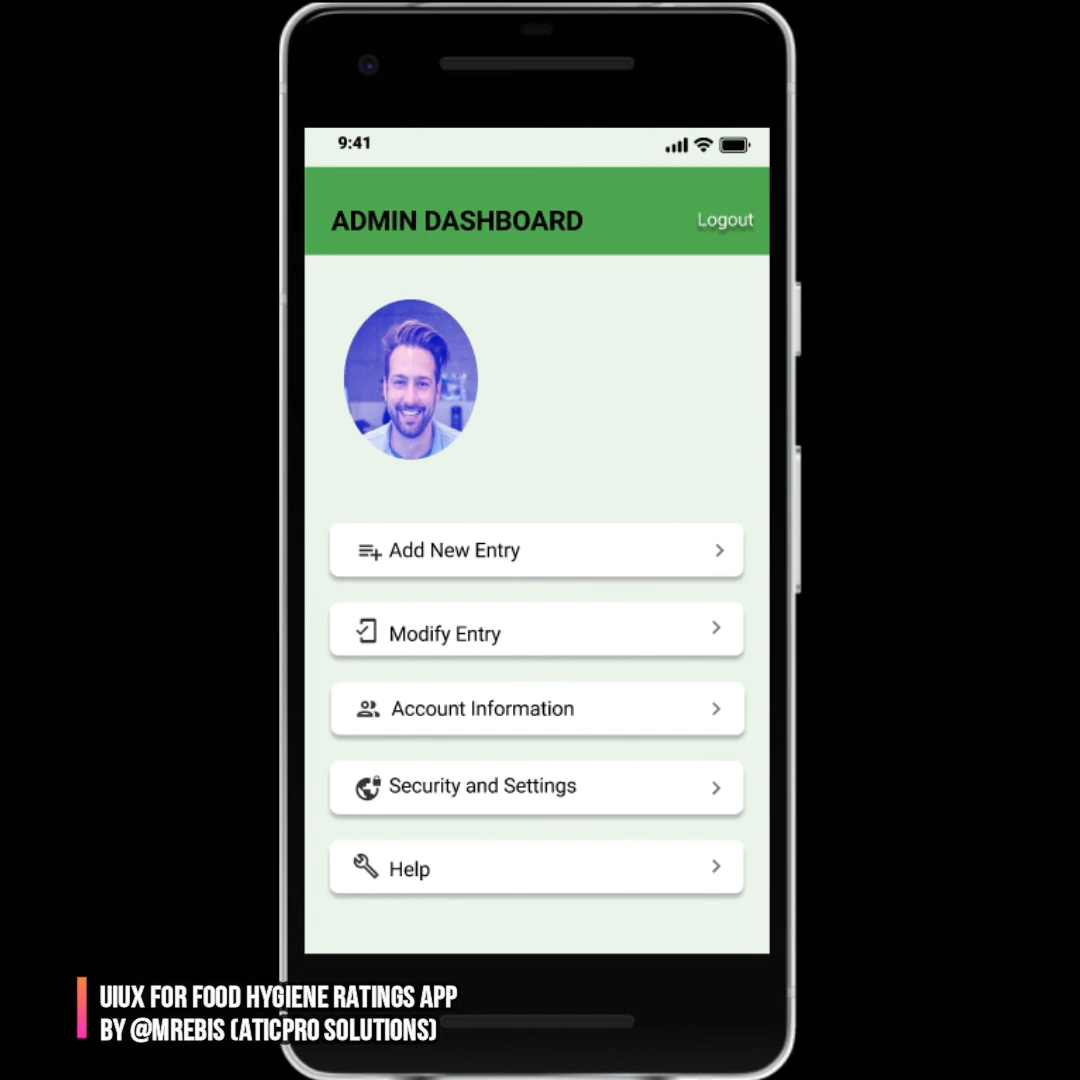 9:41
ADMIN DASHBOARD
Logout
Add New Entry
Modify Entry
Account Information
Security and Settings
Help
UIUX FOR FOOD HYGIENE RATINGS APP
BY @MREBIS (ATICPRO SOLUTIONS)